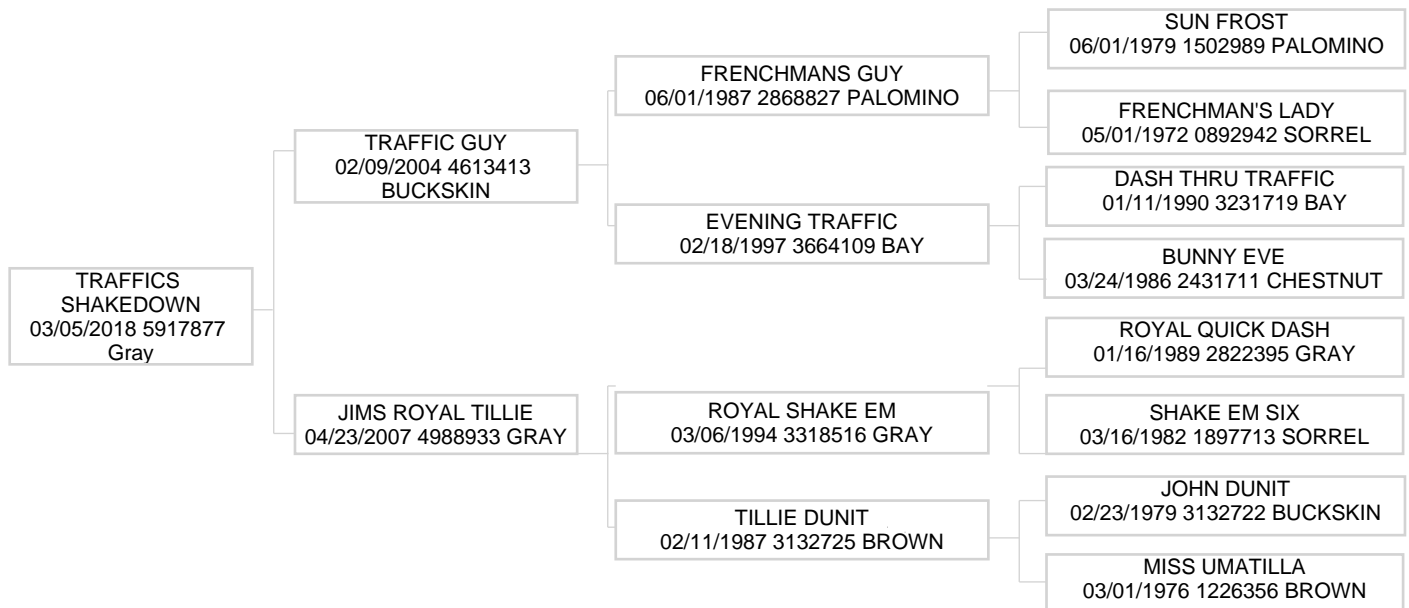 SUN FROST
06/01/1979 1502989 PALOMINO
FRENCHMANS GUY
06/01/1987 2868827 PALOMINO
FRENCHMAN'S LADY
05/01/1972 0892942 SORREL
TRAFFIC GUY
02/09/2004 4613413
BUCKSKIN
DASH THRU TRAFFIC
01/11/1990 3231719 BAY
EVENING TRAFFIC
02/18/1997 3664109 BAY
BUNNY EVE
03/24/1986 2431711 CHESTNUT
TRAFFICS
SHAKEDOWN
03/05/2018 5917877
Gray
ROYAL QUICK DASH
01/16/1989 2822395 GRAY
JIMS ROYAL TILLIE
04/23/2007 4988933 GRAY
ROYAL SHAKE EM
03/06/1994 3318516 GRAY
SHAKE EM SIX
03/16/1982 1897713 SORREL
JOHN DUNIT
02/23/1979 3132722 BUCKSKIN
TILLIE DUNIT
02/11/1987 3132725 BROWN
MISS UMATILLA
03/01/1976 1226356 BROWN